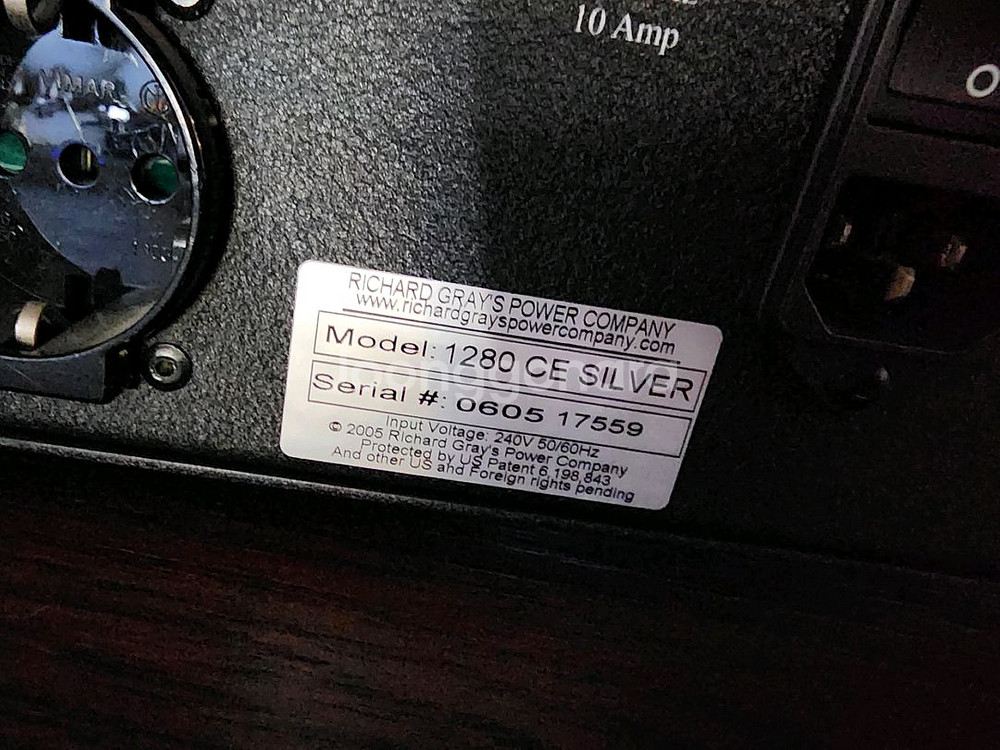 10 Amp
VIMAR
RICHARD GRAY'S POWER COMPANY
www.richardgrayspowercompany.com
Model: 1280 CE SILVER
Serial #: 0605 17559
Input Voltage: 240V 50/60Hz
© 2005 Richard Gray's Power Company
Protected by US Patent 6,198,643
And other US and Foreign rights pending